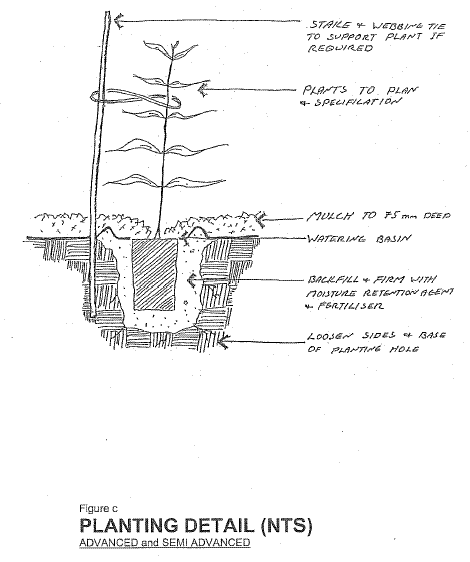 STAKE & WEBBING TIE
TO SUPPORT PLANT IF
REQUIRED
PLANTS TO PLAN
& SPECIFICATION
MULCH TO 75mm DEEP
WATERING BASIN
BACKFILL & FIRM WITH
MOISTURE RETENTION AGENT
& FERTILISER
LOOSEN SIDES & BASE
OF PLANTING HOLE
Figure c
PLANTING DETAIL (NTS)
ADVANCED and SEMI ADVANCED